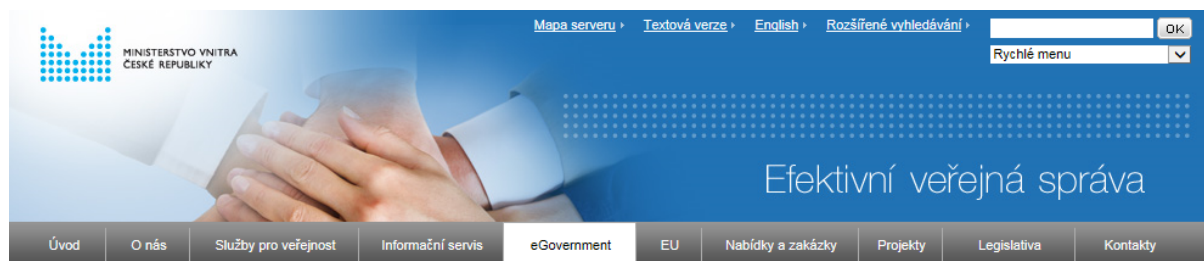 Mapa serveru Textová verze English Rozšířené vyhledávání OK
MINISTERSTVO VNITRA
ČESKÉ REPUBLIKY
Rychlé menu
Efektivní veřejná správa
Úvod O nás Služby pro veřejnost Informační servis eGovernment EU Nabídky a zakázky Projekty Legislativa Kontakty